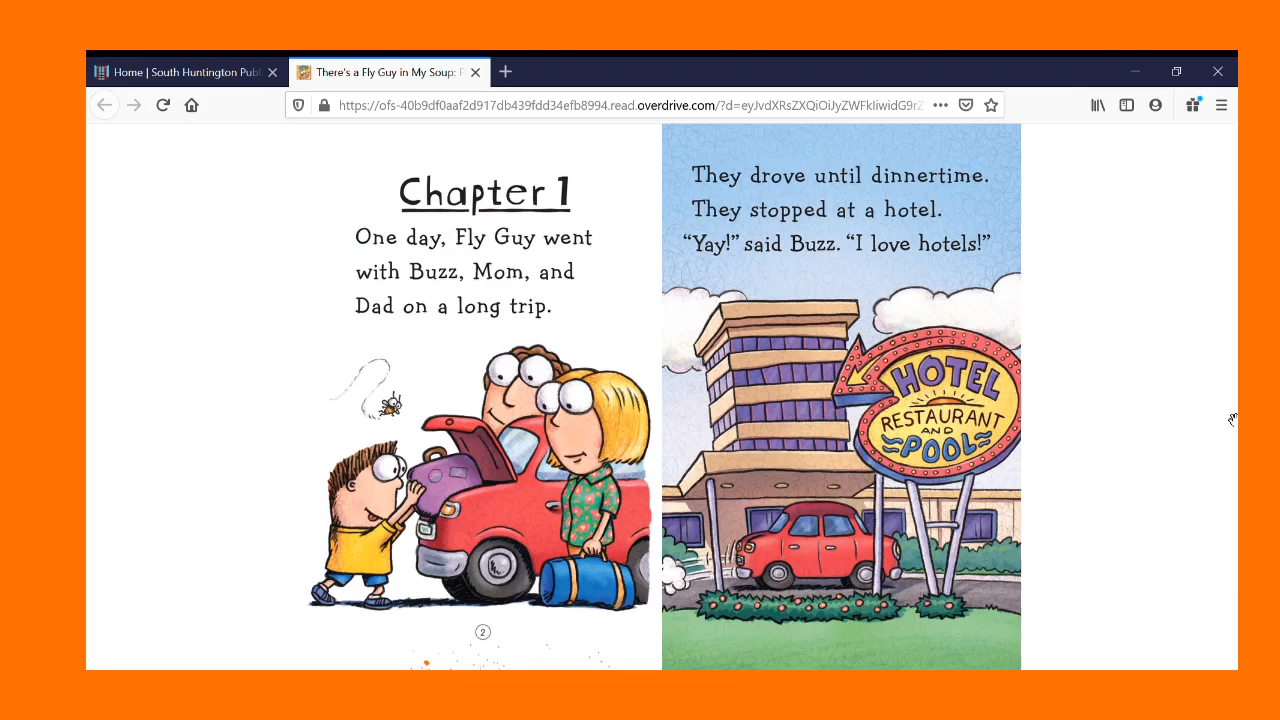 Home | South Huntington Publ
There's a Fly Guy in My Soup: Fl
https://ofs-40b9df0aaf2d917db439fdd34efb8994.read.overdrive.com/?d=eyJvdXRsZXQiOiJyZWFkIiwidG9rZ
Chapter 1
One day, Fly Guy went
with Buzz, Mom, and
Dad on a long trip.
2
They drove until dinnertime.
They stopped at a hotel.
“Yay!” said Buzz. “I love hotels!”
HOTEL
RESTAURANT
AND
POOL